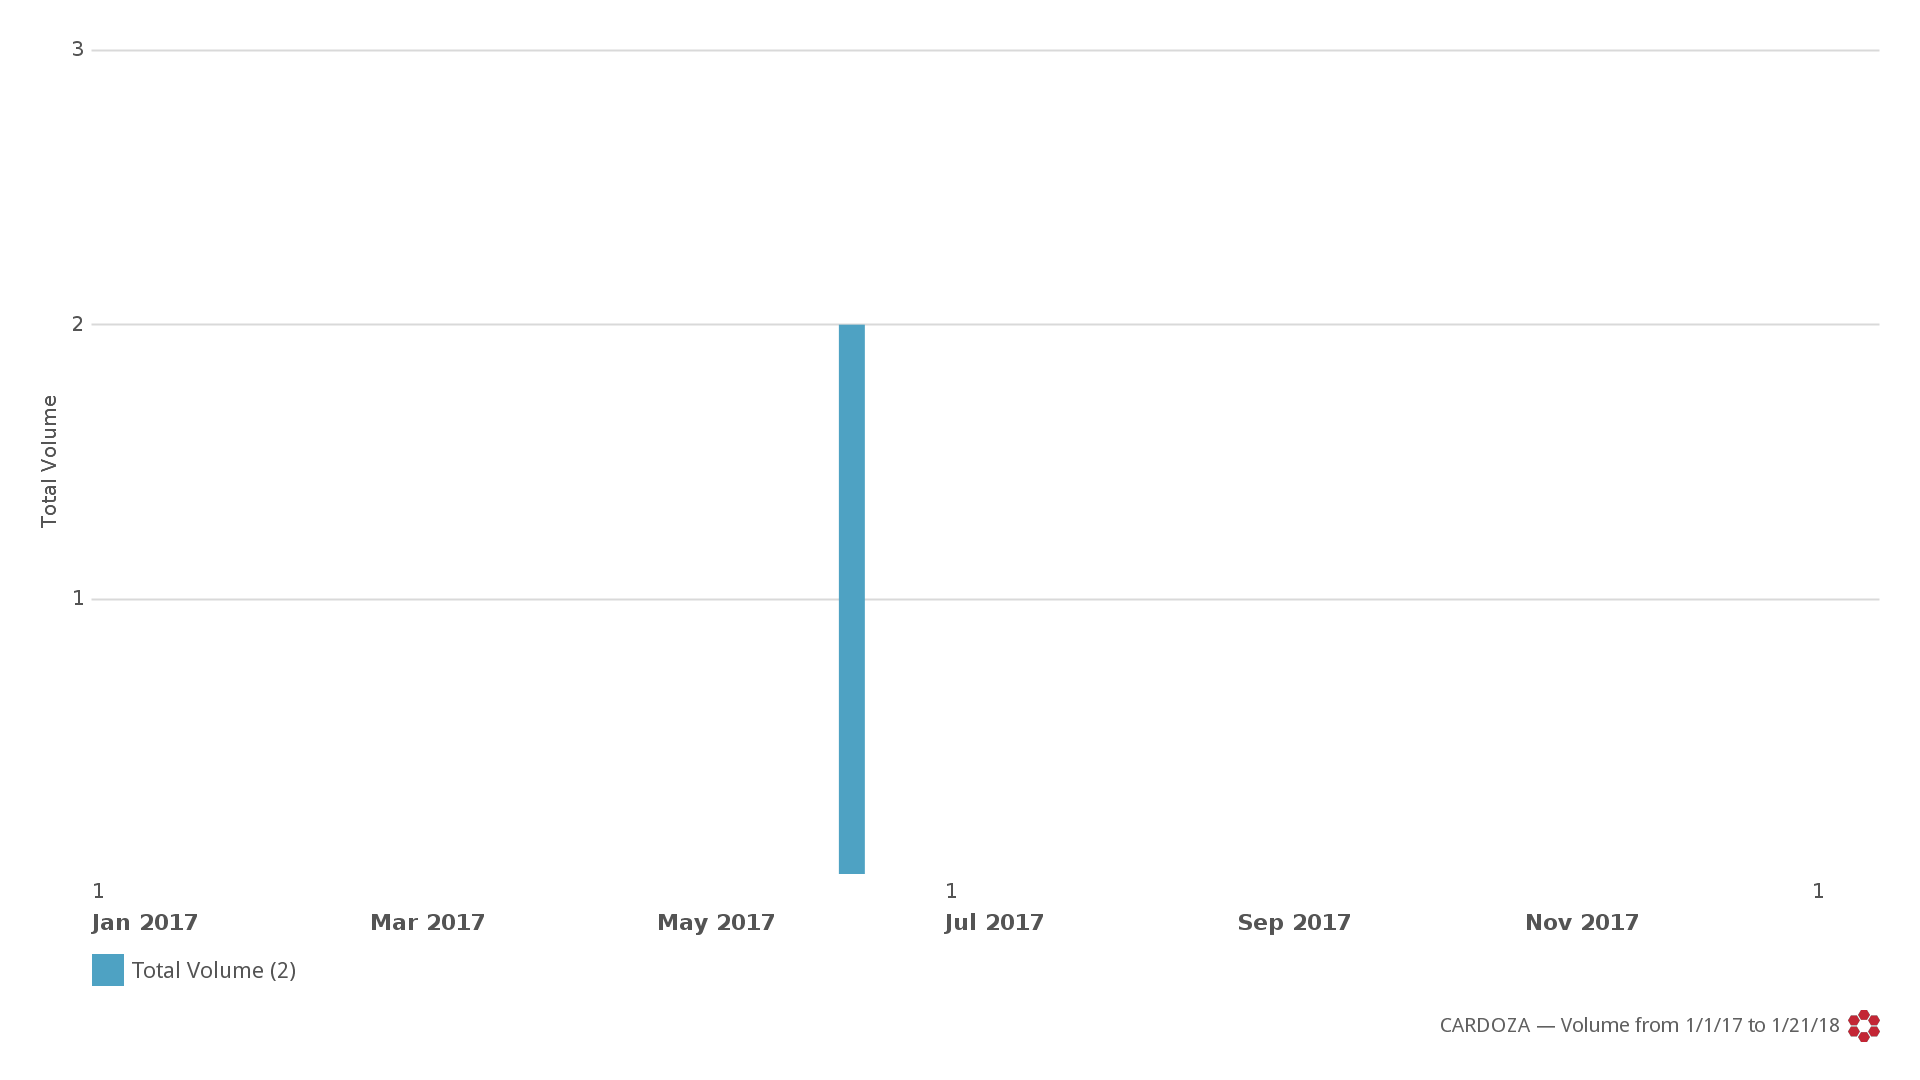 3
2
1
Total Volume
1 1 1
Jan 2017 Mar 2017 May 2017 Jul 2017 Sep 2017 Nov 2017
Total Volume (2)
CARDOZA — Volume from 1/1/17 to 1/21/18